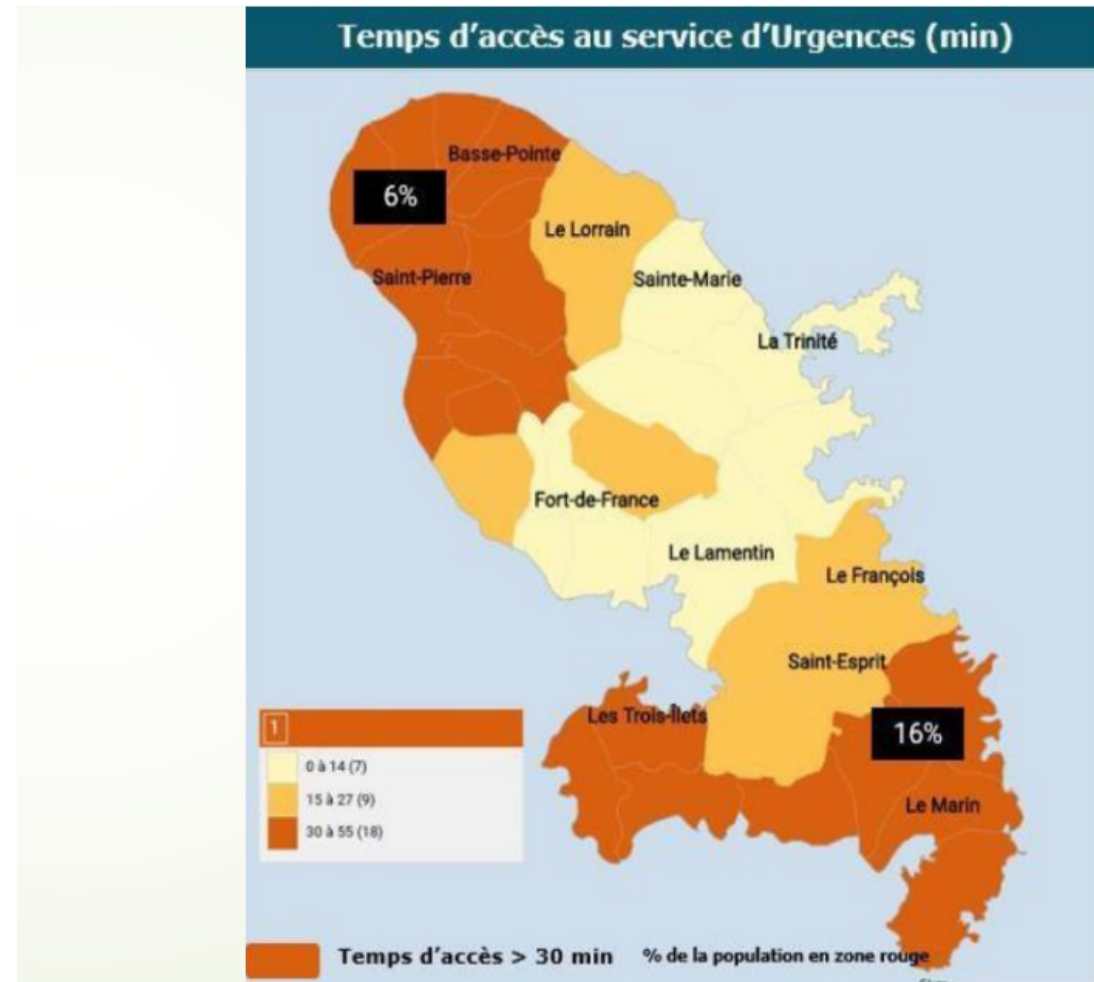 Temps d'accès au service d'Urgences (min)
Basse-Pointe
6%
Le Lorrain
Saint-Pierre
Sainte-Marie
La Trinité
Fort-de-France
Le Lamentin
Le François
Saint-Esprit
Les Trois-Îlets
16%
Le Marin
1
0 à 14 (7)
15 à 27 (9)
30 à 55 (18)
Temps d'accès > 30 min % de la population en zone rouge